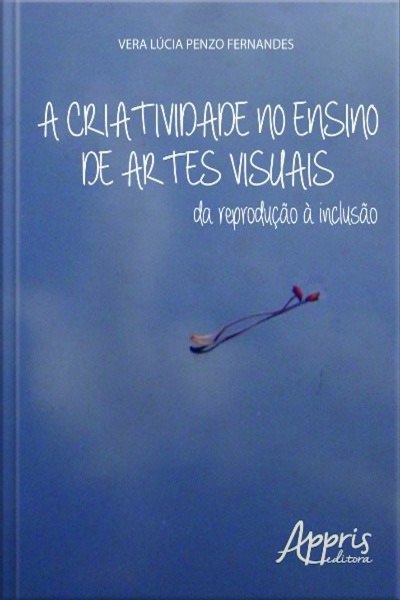 VERA LÚCIA PENZO FERNANDES
A CRIATIVIDADE NO ENSINO
DE ARTES VISUAIS
da reprodução à inclusão
Appris
editora